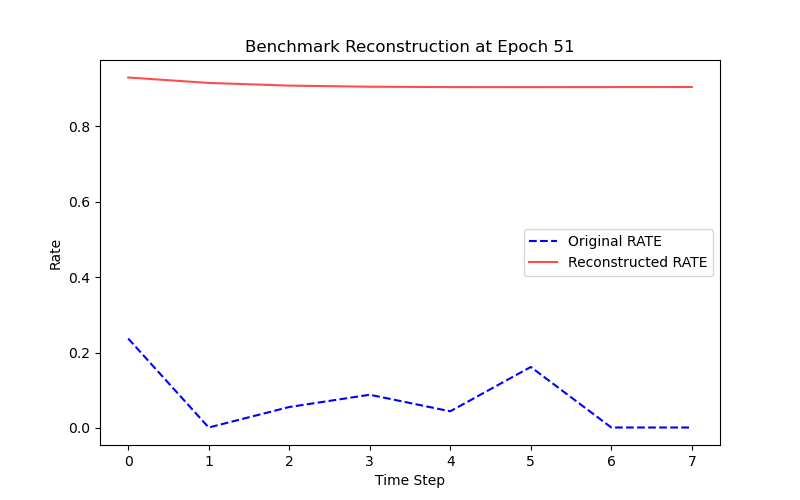 Benchmark Reconstruction at Epoch 51
Rate
0.8
0.6
0.4
0.2
0.0
Original RATE
Reconstructed RATE
0 1 2 3 4 5 6 7
Time Step